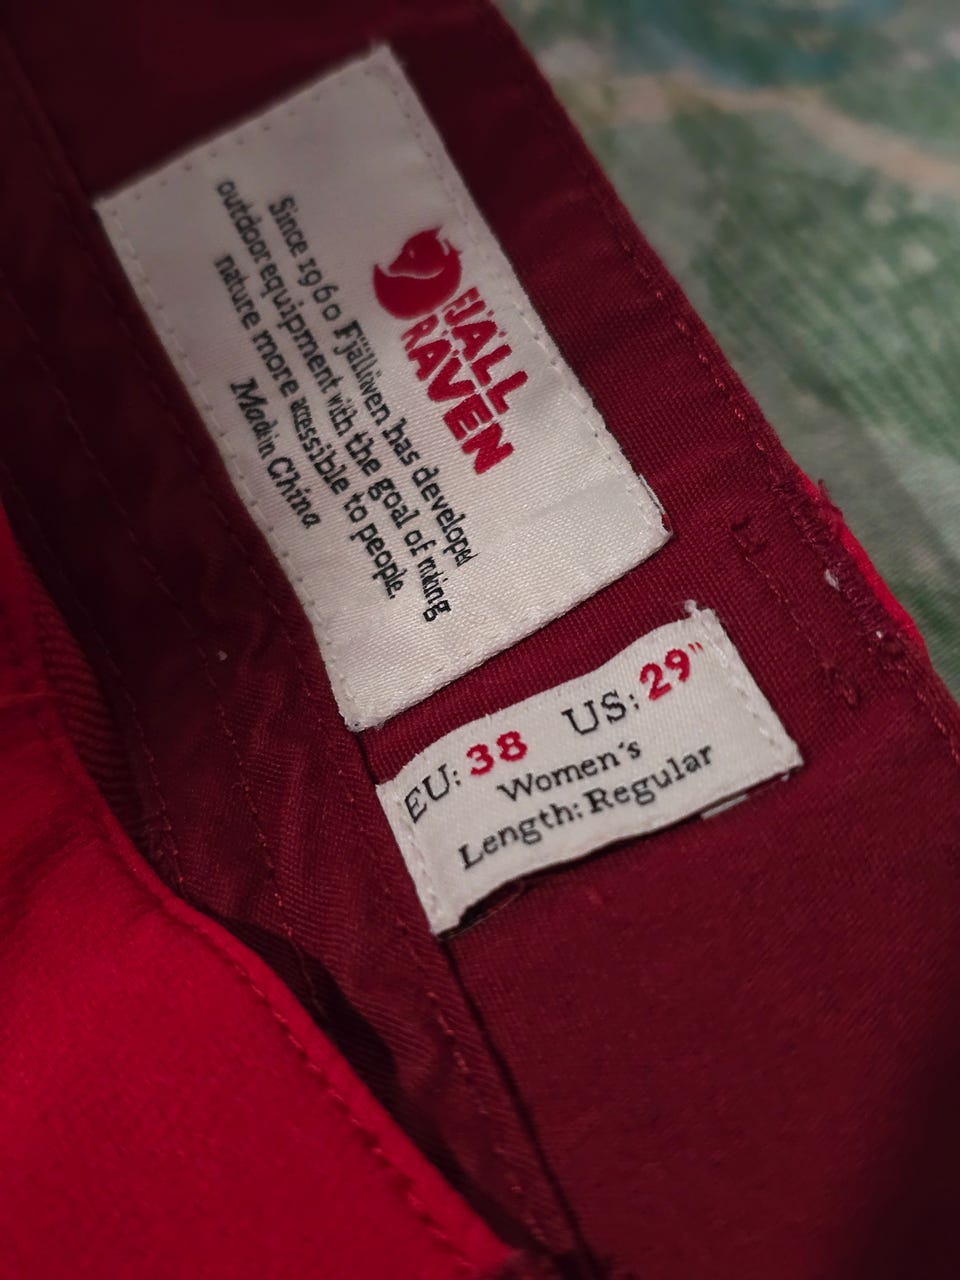 FJÄLL
RÄVEN
Since 1960 Fjällräven has developed
outdoor equipment with the goal of making
nature more accessible to people.
Made in China
EU: 38 US: 29"
Women's
Length: Regular